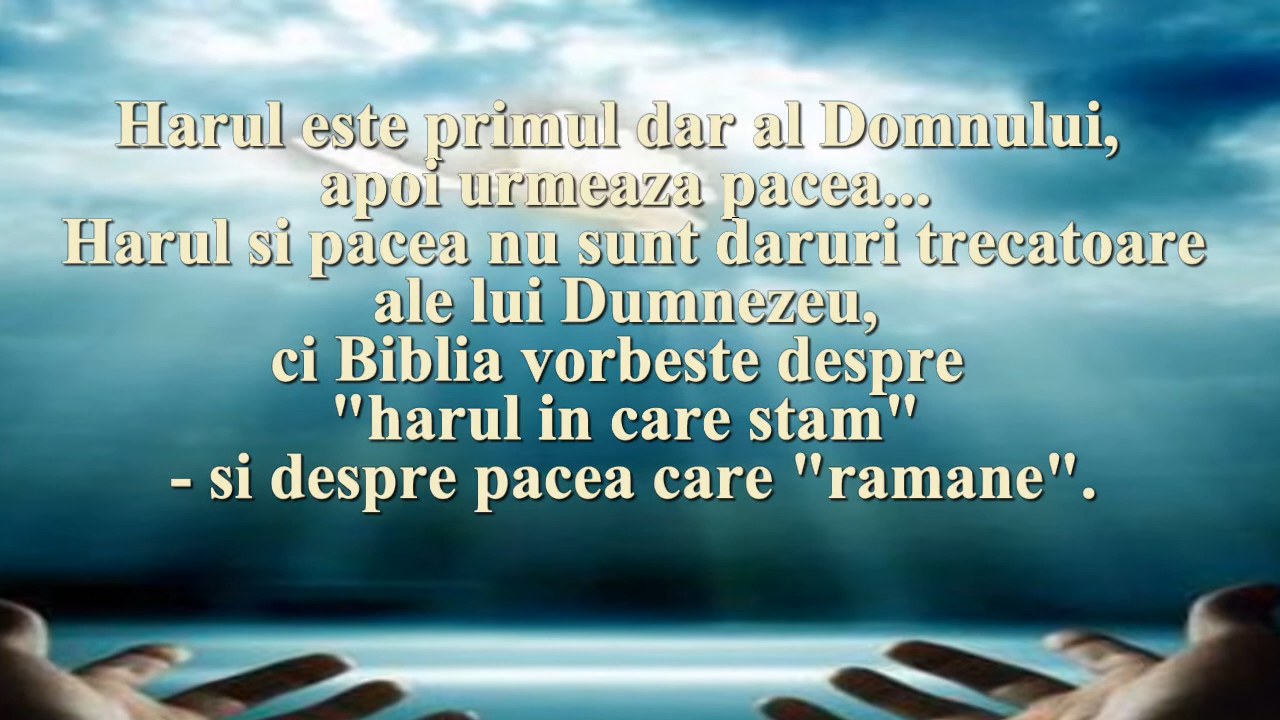 Harul este primul dar al Domnului,
apoi urmeaza pacea...
Harul si pacea nu sunt daruri trecatoare
ale lui Dumnezeu,
ci Biblia vorbeste despre
"harul in care stam"
- si despre pacea care "ramane".